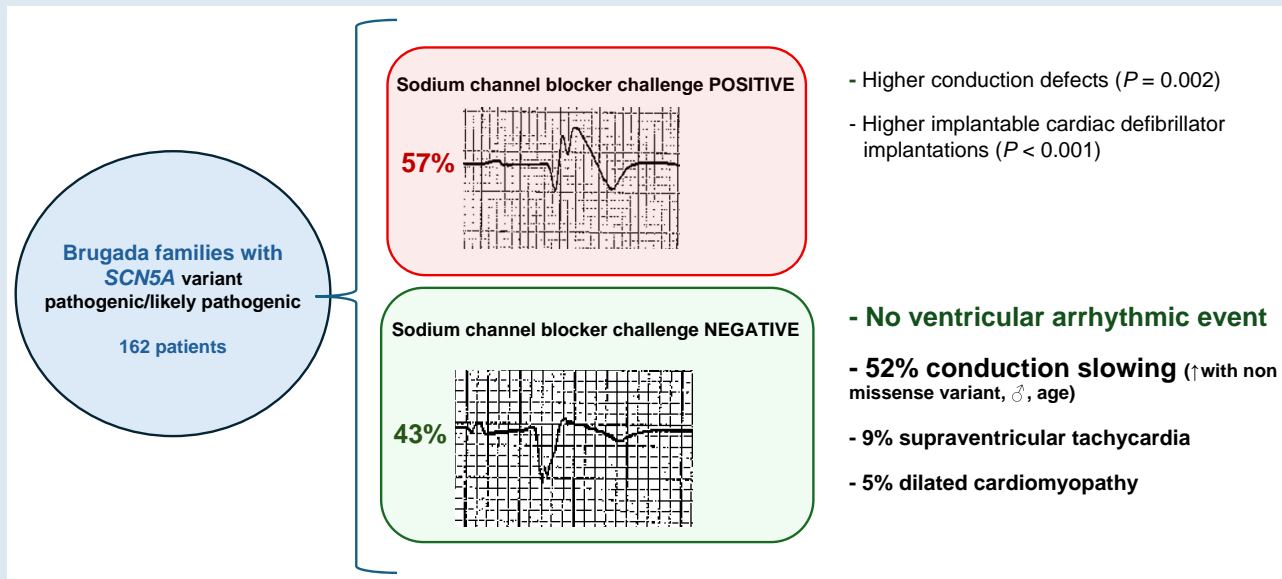 Brugada families with
SCN5A variant
pathogenic/likely pathogenic
162 patients
Sodium channel blocker challenge POSITIVE
57%
- Higher conduction defects (P = 0.002)
- Higher implantable cardiac defibrillator
implantations (P < 0.001)
Sodium channel blocker challenge NEGATIVE
43%
- No ventricular arrhythmic event
- 52% conduction slowing (↑with non
missense variant, ♂, age)
- 9% supraventricular tachycardia
- 5% dilated cardiomyopathy